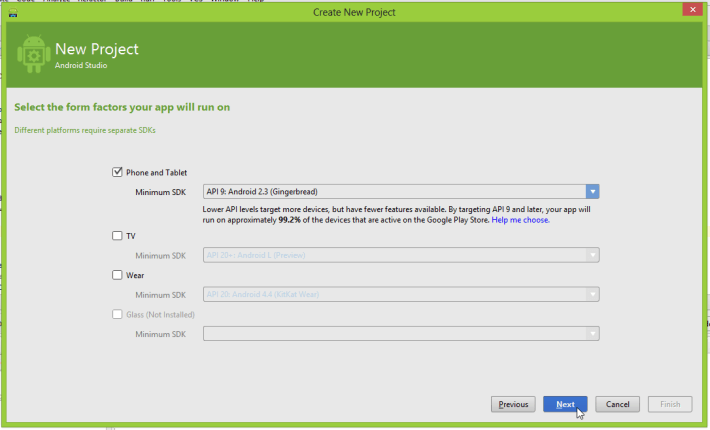 Create New Project
New Project
Android Studio
Select the form factors your app will run on
Different platforms require separate SDKs
Phone and Tablet
Minimum SDK API 9: Android 2.3 (Gingerbread)
Lower API levels target more devices, but have fewer features available. By targeting API 9 and later, your app will
run on approximately 99.2% of the devices that are active on the Google Play Store. Help me choose.
TV
Minimum SDK API 20+: Android L (Preview)
Wear
Minimum SDK API 20: Android 4.4 (KitKat Wear)
Glass (Not Installed)
Minimum SDK
Previous Next Cancel Finish